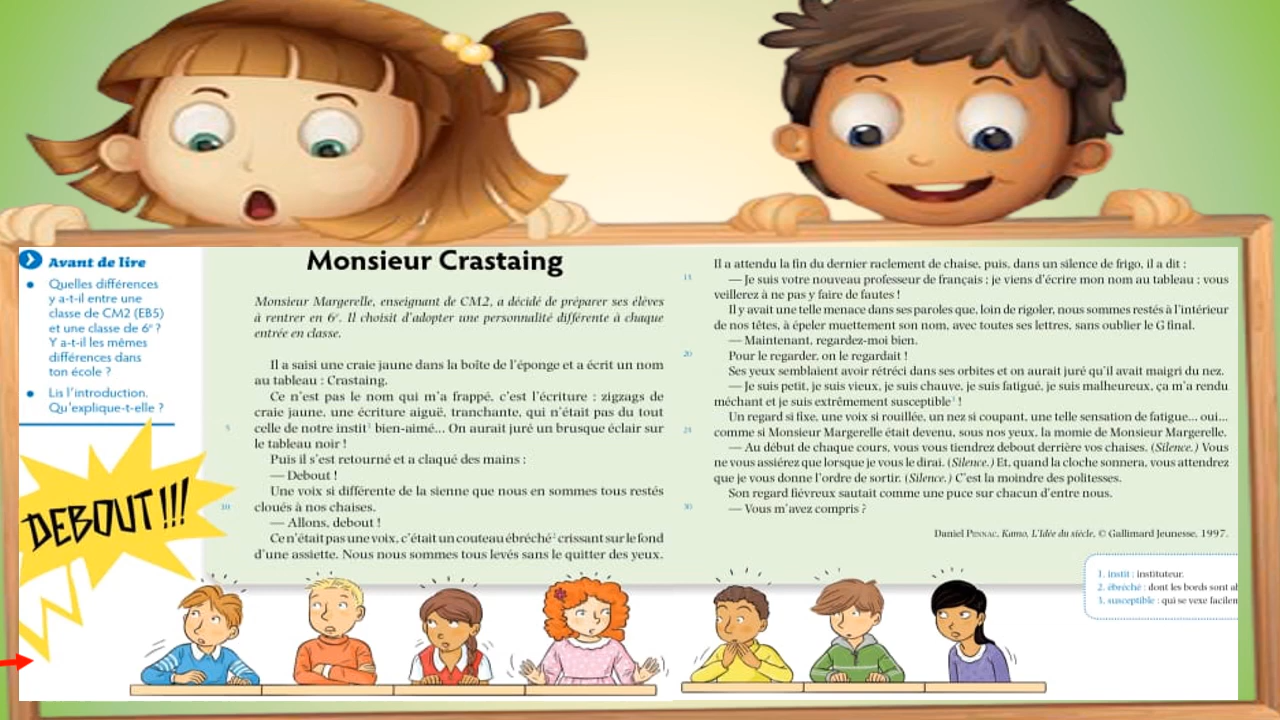 Avant de lire
• Quelles différences
y a-t-il entre une
classe de CM2 (EB5)
et une classe de 6e ?
Y a-t-il les mêmes
différences dans
ton école ?
• Lis l'introduction.
Qu'explique-t-elle ?
DEBOUT !!!
Monsieur Crastaing
Monsieur Margerelle, enseignant de CM2, a décidé de préparer ses élèves
à rentrer en 6e. Il choisit d'adopter une personnalité différente à chaque
entrée en classe.
Il a saisi une craie jaune dans la boîte de l'éponge et a écrit un nom
au tableau : Crastaing.
Ce n'est pas le nom qui m'a frappé, c'est l'écriture : zigzags de
craie jaune, une écriture aiguë, tranchante, qui n'était pas du tout
5 celle de notre instit1 bien-aimé... On aurait juré un brusque éclair sur
le tableau noir !
Puis il s'est retourné et a claqué des mains :
— Debout !
Une voix si différente de la sienne que nous en sommes tous restés
10 cloués à nos chaises.
— Allons, debout !
Ce n'était pas une voix, c'était un couteau ébréché2 crissant sur le fond
d'une assiette. Nous nous sommes tous levés sans le quitter des yeux.
Il a attendu la fin du dernier raclement de chaise, puis, dans un silence de frigo, il a dit :
15 — Je suis votre nouveau professeur de français ; je viens d'écrire mon nom au tableau ; vous
veillerez à ne pas y faire de fautes !
Il y avait une telle menace dans ses paroles que, loin de rigoler, nous sommes restés à l'intérieur
de nos têtes, à épeler muettement son nom, avec toutes ses lettres, sans oublier le G final.
— Maintenant, regardez-moi bien.
20 Pour le regarder, on le regardait !
Ses yeux semblaient avoir rétréci dans ses orbites et on aurait juré qu'il avait maigri du nez.
— Je suis petit, je suis vieux, je suis chauve, je suis fatigué, je suis malheureux, ça m'a rendu
méchant et je suis extrêmement susceptible3 !
Un regard si fixe, une voix si rouillée, un nez si coupant, une telle sensation de fatigue... oui...
25 comme si Monsieur Margerelle était devenu, sous nos yeux, la momie de Monsieur Margerelle.
— Au début de chaque cours, vous vous tiendrez debout derrière vos chaises. (Silence.) Vous
ne vous assiérez que lorsque je vous le dirai. (Silence.) Et, quand la cloche sonnera, vous attendrez
que je vous donne l'ordre de sortir. (Silence.) C'est la moindre des politesses.
Son regard fiévreux sautait comme une puce sur chacun d'entre nous.
30 — Vous m'avez compris ?
Daniel Pennac, Kamo, L'Idée du siècle, © Gallimard Jeunesse, 1997.
1. instit : instituteur.
2. ébréché : dont les bords sont
3. susceptible : qui se vexe